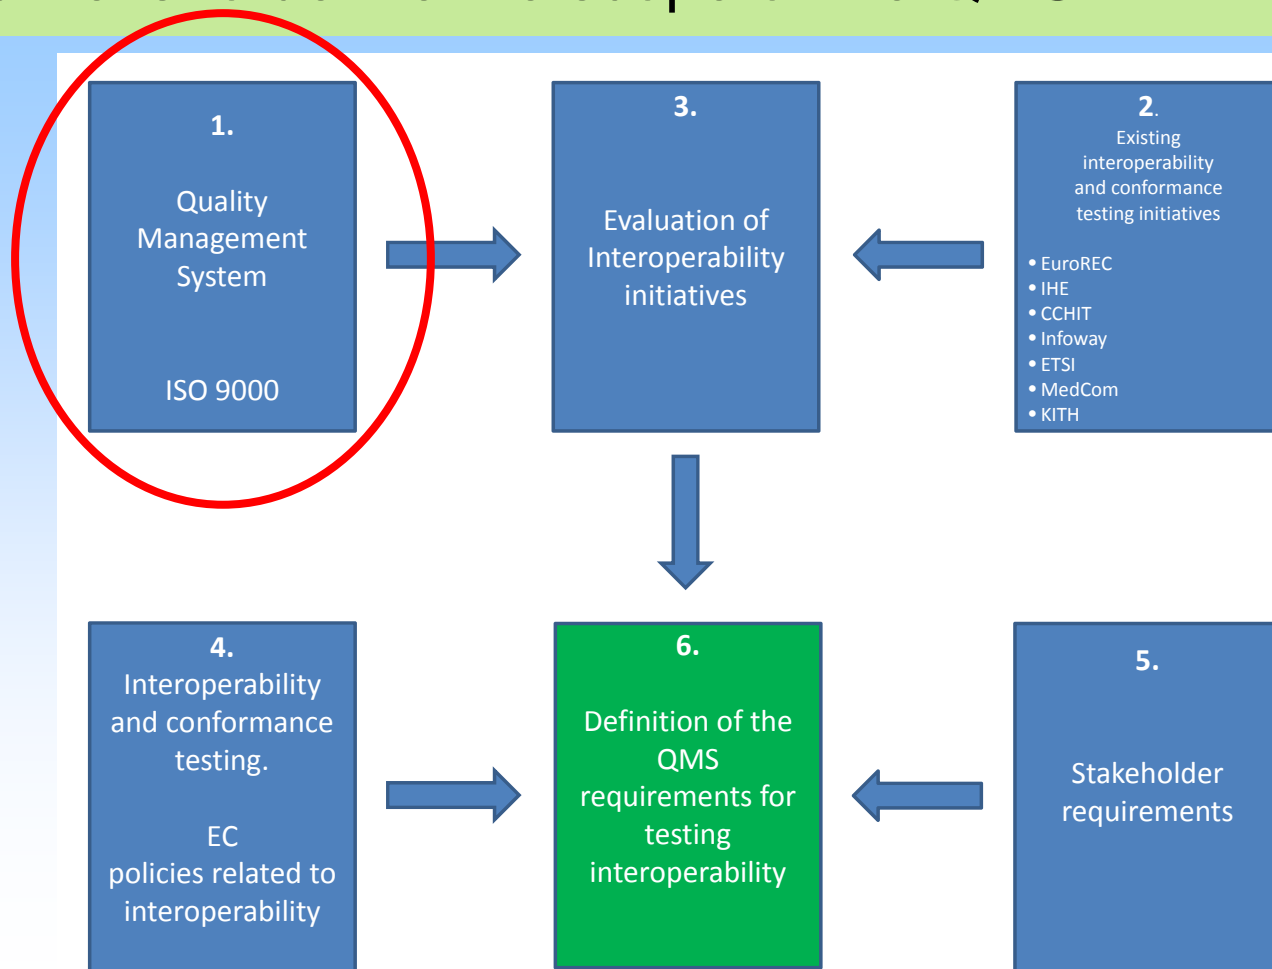 1.
Quality
Management
System
ISO 9000
3.
Evaluation of
Interoperability
initiatives
2.
Existing
interoperability
and conformance
testing initiatives
• EuroREC
• IHE
• CCHIT
• Infoway
• ETSI
• MedCom
• KITH
4.
Interoperability
and conformance
testing.
EC
policies related to
interoperability
6.
Definition of the
QMS
requirements for
testing
interoperability
5.
Stakeholder
requirements